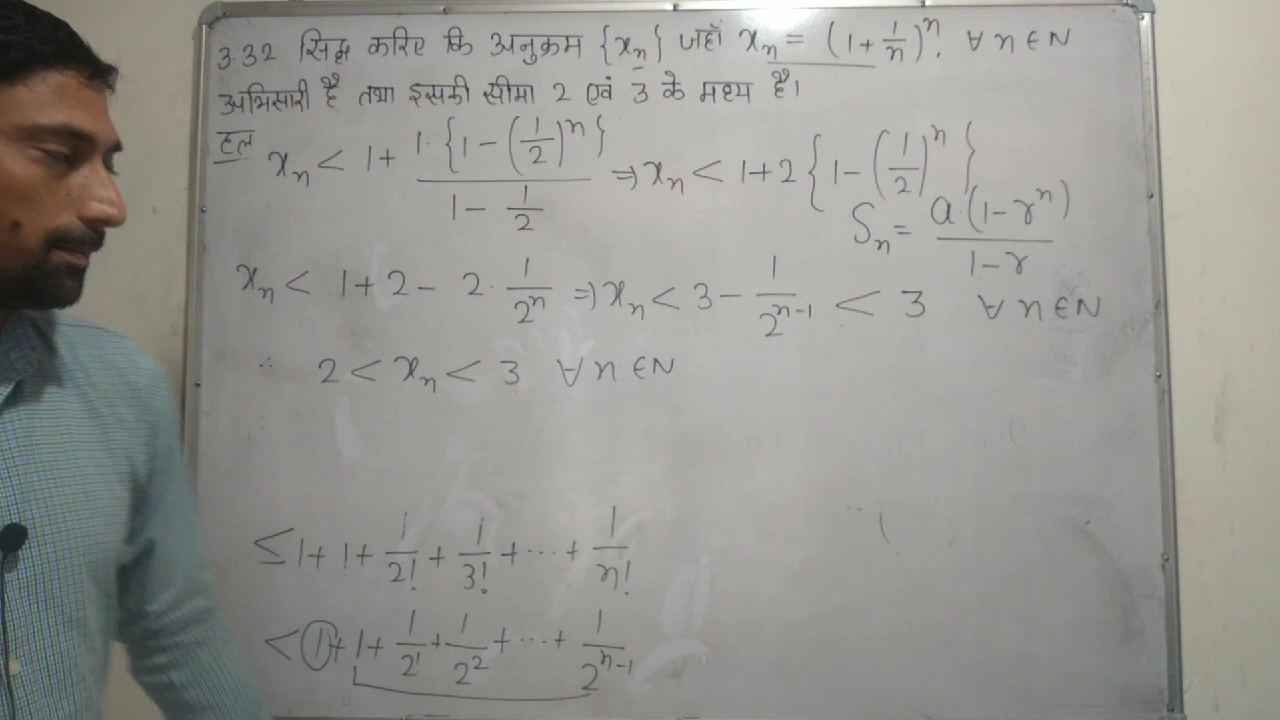 3.32 सिद्ध करिए कि अनुक्रम {xₙ} जहाँ xₙ = (1+1/n)ⁿ. ∀ n ∈ N
अभिसारी है तथा इसकी सीमा 2 एवं 3 के मध्य है।
हल
xₙ < 1 + 1·{1-(1/2)ⁿ}/(1 - 1/2) ⇒ xₙ < 1+2{1-(1/2)ⁿ}
Sₙ = a·(1-rⁿ)/(1-r)
xₙ < 1+2 - 2·1/2ⁿ ⇒ xₙ < 3 - 1/2ⁿ⁻¹ < 3 ∀ n ∈ N
∴ 2 < xₙ < 3 ∀ n ∈ N
≤ 1 + 1 + 1/2! + 1/3! + ··· + 1/n!
< 1 + 1 + 1/2¹ + 1/2² + ··· + 1/2ⁿ⁻¹